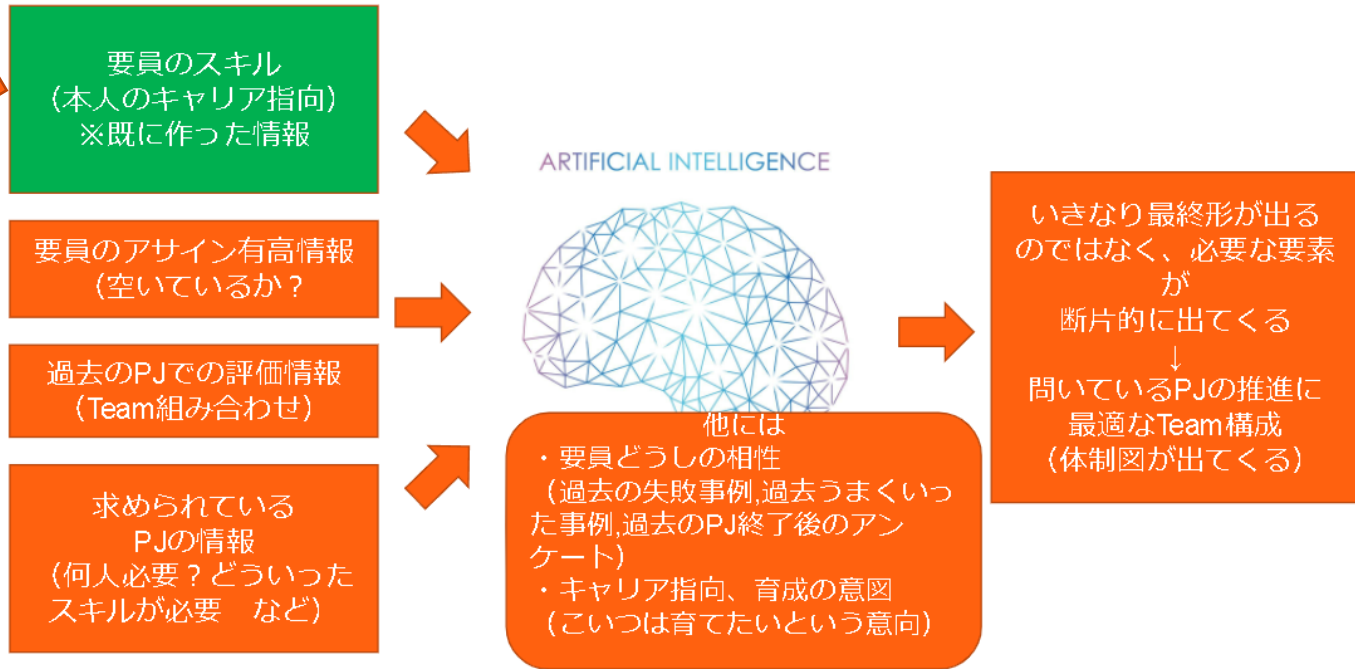 要員のスキル
（本人のキャリア指向）
※既に作った情報
要員のアサイン有高情報
（空いているか？
過去のPJでの評価情報
（Team組み合わせ）
求められている
PJの情報
（何人必要？どういった
スキルが必要　など）
ARTIFICIAL INTELLIGENCE
他には
・要員どうしの相性
（過去の失敗事例,過去うまくいっ
た事例,過去のPJ終了後のアン
ケート）
・キャリア指向、育成の意図
（こいつは育てたいという意向）
いきなり最終形が出る
のではなく、必要な要素
が
断片的に出てくる
↓
問いているPJの推進に
最適なTeam構成
（体制図が出てくる）